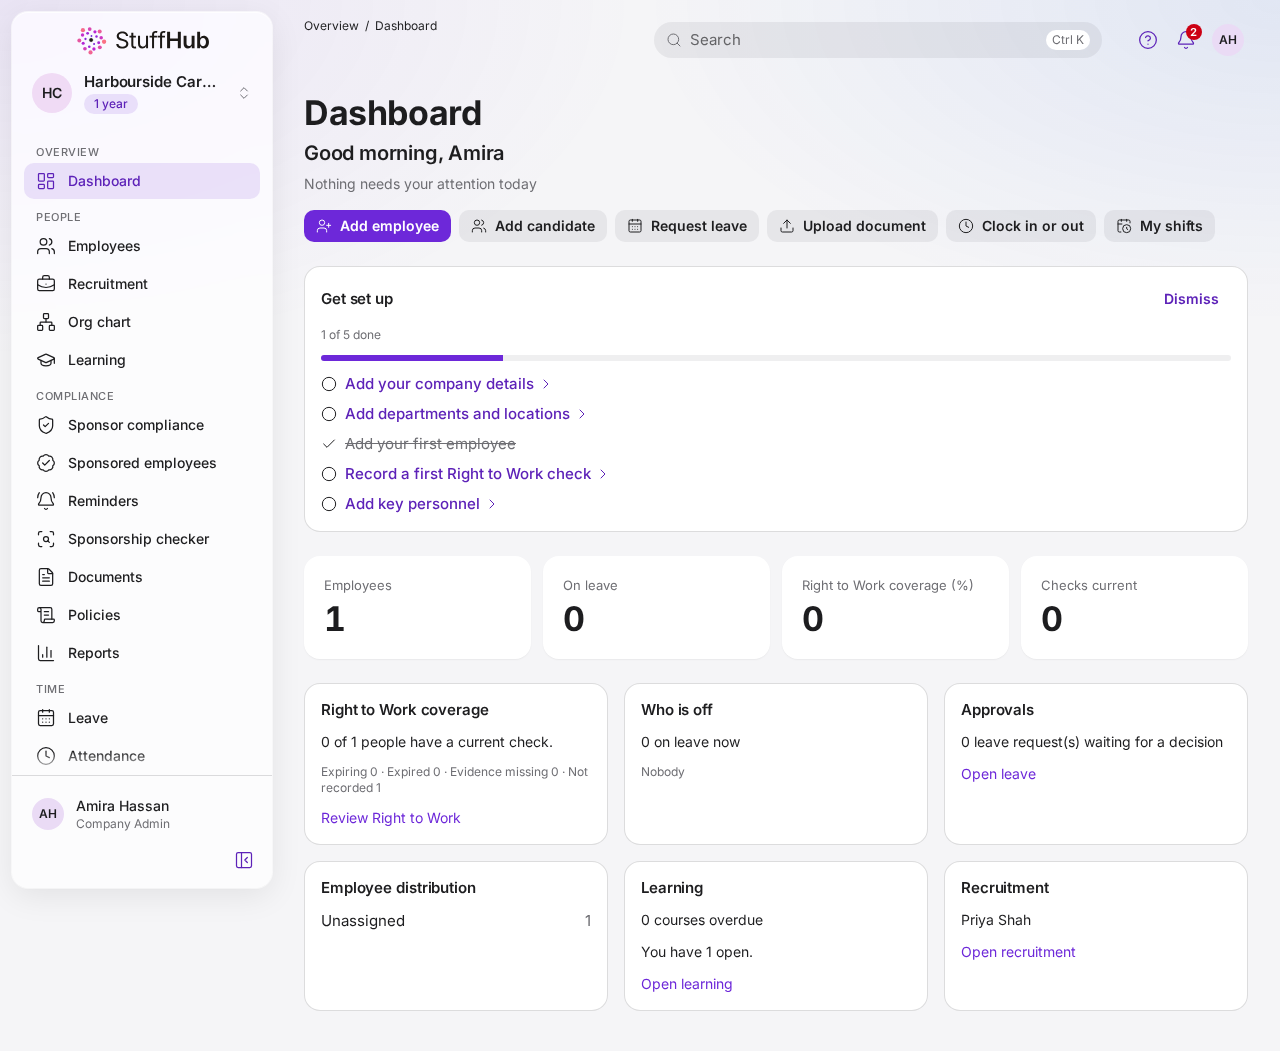 StuffHub
HC
Harbourside Car...
1 year
OVERVIEW
Dashboard
PEOPLE
Employees
Recruitment
Org chart
Learning
COMPLIANCE
Sponsor compliance
Sponsored employees
Reminders
Sponsorship checker
Documents
Policies
Reports
TIME
Leave
Attendance
AH
Amira Hassan
Company Admin
Overview / Dashboard
Search
Ctrl K
2
AH
Dashboard
Good morning, Amira
Nothing needs your attention today
Add employee
Add candidate
Request leave
Upload document
Clock in or out
My shifts
Get set up
Dismiss
1 of 5 done
Add your company details
Add departments and locations
Add your first employee
Record a first Right to Work check
Add key personnel
Employees
1
On leave
0
Right to Work coverage (%)
0
Checks current
0
Right to Work coverage
0 of 1 people have a current check.
Expiring 0 · Expired 0 · Evidence missing 0 · Not
recorded 1
Review Right to Work
Who is off
0 on leave now
Nobody
Approvals
0 leave request(s) waiting for a decision
Open leave
Employee distribution
Unassigned 1
Learning
0 courses overdue
You have 1 open.
Open learning
Recruitment
Priya Shah
Open recruitment